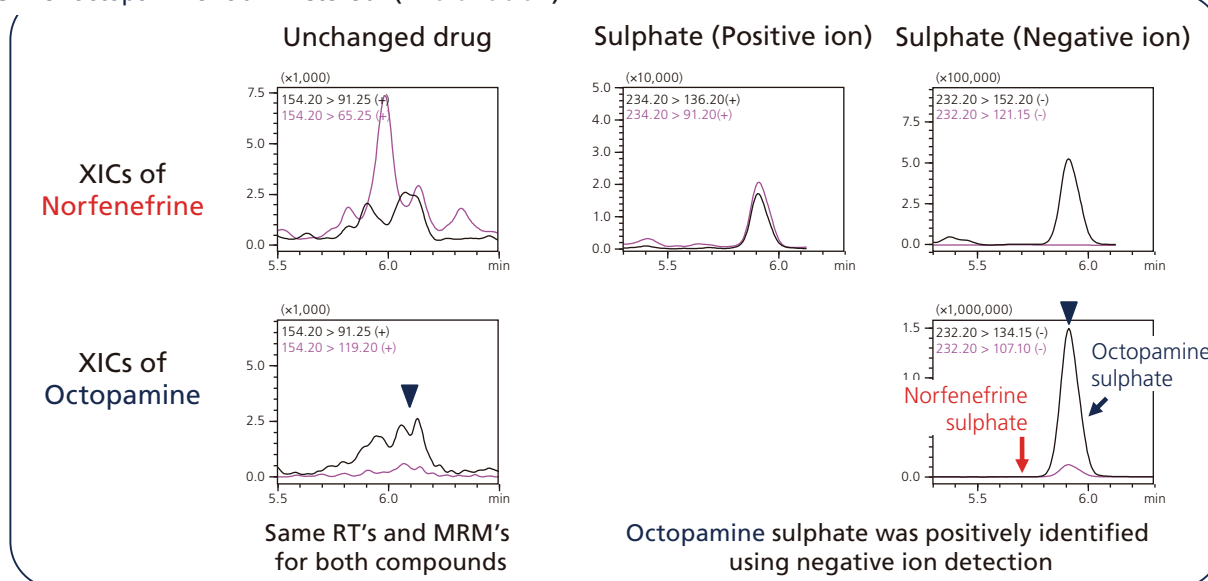 Unchanged drug
Sulphate (Positive ion)
Sulphate (Negative ion)
XICs of
Norfenefrine
(×1,000)
154.20 > 91.25 (+)
154.20 > 65.25 (+)
7.5
5.0
2.5
0.0
5.5
6.0
min
(×10,000)
234.20 > 136.20(+)
234.20 > 91.20(+)
5.0
4.0
3.0
2.0
1.0
0.0
5.5
6.0
min
(×100,000)
232.20 > 152.20 (-)
232.20 > 121.15 (-)
7.5
5.0
2.5
0.0
5.5
6.0
min
XICs of
Octopamine
(×1,000)
154.20 > 91.25 (+)
154.20 > 119.20 (+)
5.0
2.5
0.0
5.5
6.0
min
(×1,000,000)
232.20 > 134.15 (-)
232.20 > 107.10 (-)
1.5
1.0
0.0
5.5
6.0
min
Octopamine
sulphate
Norfenefrine
sulphate
Same RT's and MRM's
for both compounds
Octopamine sulphate was positively identified
using negative ion detection